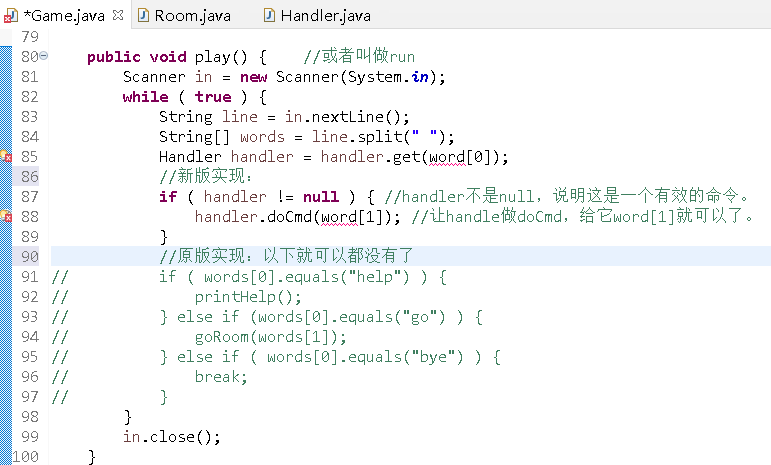 *Game.java Room.java Handler.java
79
80 public void play() { //或者叫做run
81 Scanner in = new Scanner(System.in);
82 while ( true ) {
83 String line = in.nextLine();
84 String[] words = line.split(" ");
85 Handler handler = handler.get(word[0]);
86 //新版实现：
87 if ( handler != null ) { //handler不是null，说明这是一个有效的命令。
88 handler.doCmd(word[1]); //让handle做doCmd，给它word[1]就可以了。
89 }
90 //原版实现：以下就可以都没有了
91 // if ( words[0].equals("help") ) {
92 // printHelp();
93 // } else if (words[0].equals("go") ) {
94 // goRoom(words[1]);
95 // } else if ( words[0].equals("bye") ) {
96 // break;
97 // }
98 }
99 in.close();
100 }